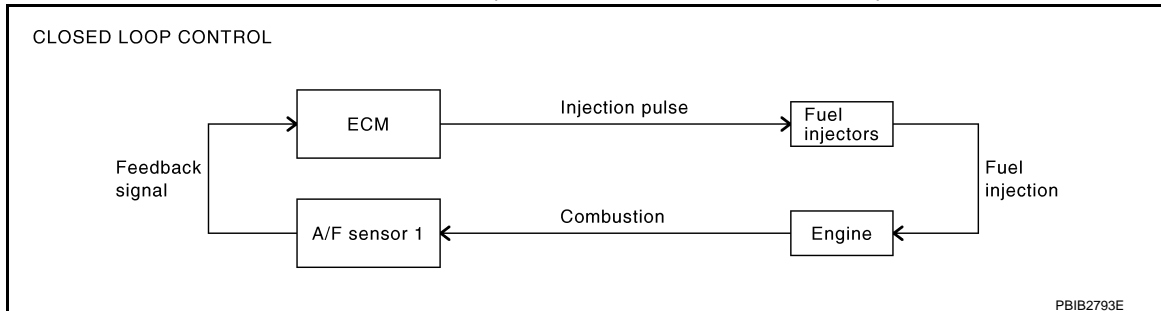 CLOSED LOOP CONTROL
ECM
Injection pulse
Fuel
injectors
Feedback
signal
Fuel
injection
A/F sensor 1
Combustion
Engine
PBIB2793E